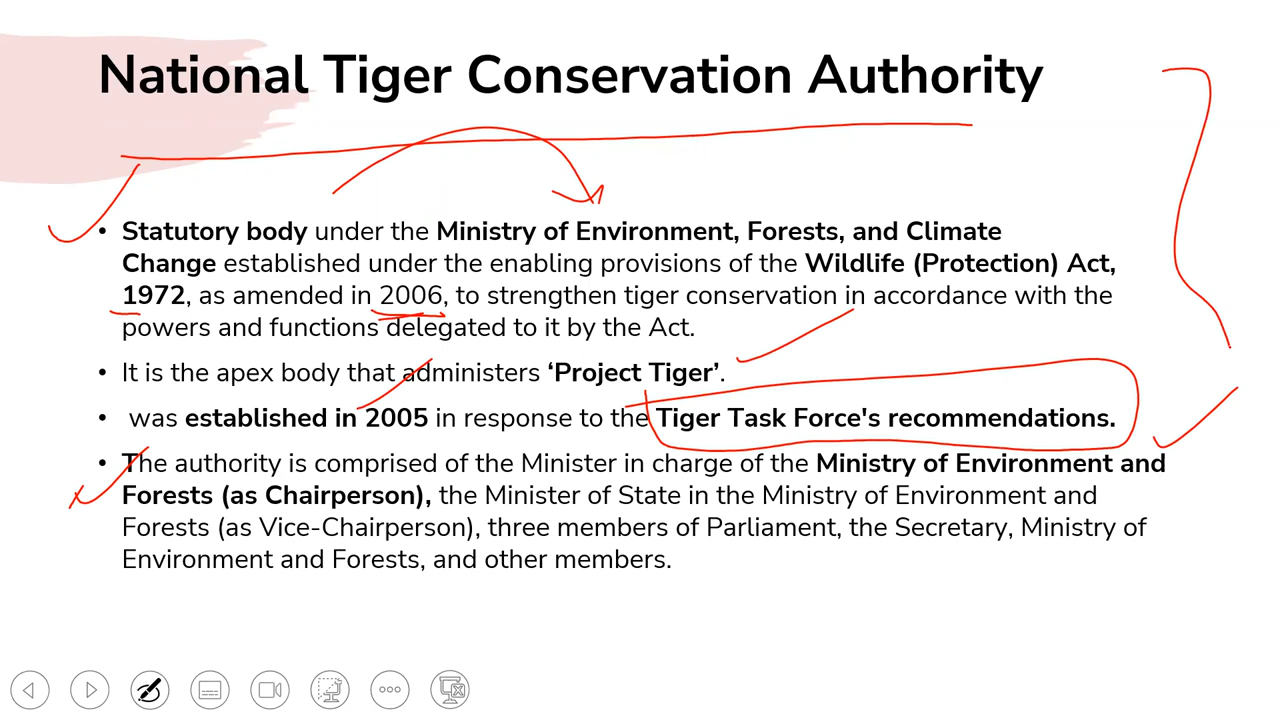 National Tiger Conservation Authority
• Statutory body under the Ministry of Environment, Forests, and Climate
Change established under the enabling provisions of the Wildlife (Protection) Act,
1972, as amended in 2006, to strengthen tiger conservation in accordance with the
powers and functions delegated to it by the Act.
• It is the apex body that administers ‘Project Tiger’.
• was established in 2005 in response to the Tiger Task Force's recommendations.
• The authority is comprised of the Minister in charge of the Ministry of Environment and
Forests (as Chairperson), the Minister of State in the Ministry of Environment and
Forests (as Vice-Chairperson), three members of Parliament, the Secretary, Ministry of
Environment and Forests, and other members.